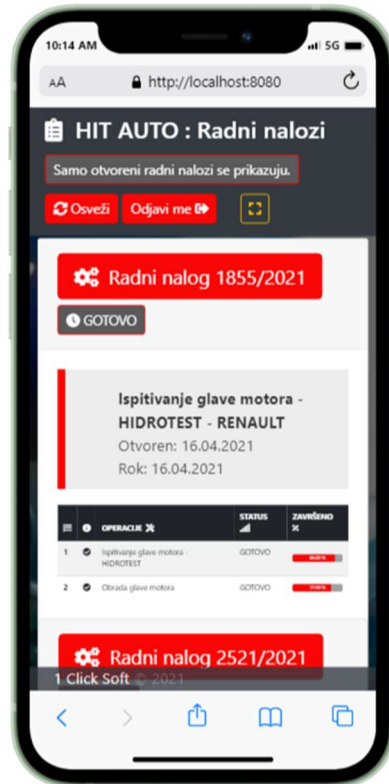 10:14 AM
5G
AA http://localhost:8080
HIT AUTO : Radni nalozi
Samo otvoreni radni nalozi se prikazuju.
Osveži Odjavi me
Radni nalog 1855/2021
GOTOVO
Ispitivanje glave motora -
HIDROTEST - RENAULT
Otvoren: 16.04.2021
Rok: 16.04.2021
OPERACIJE STATUS ZAVRŠENO
1 Ispitivanje glave motora - GOTOVO
HIDROTEST
2 Obrada glave motora GOTOVO
Radni nalog 2521/2021
1 Click Soft © 2021